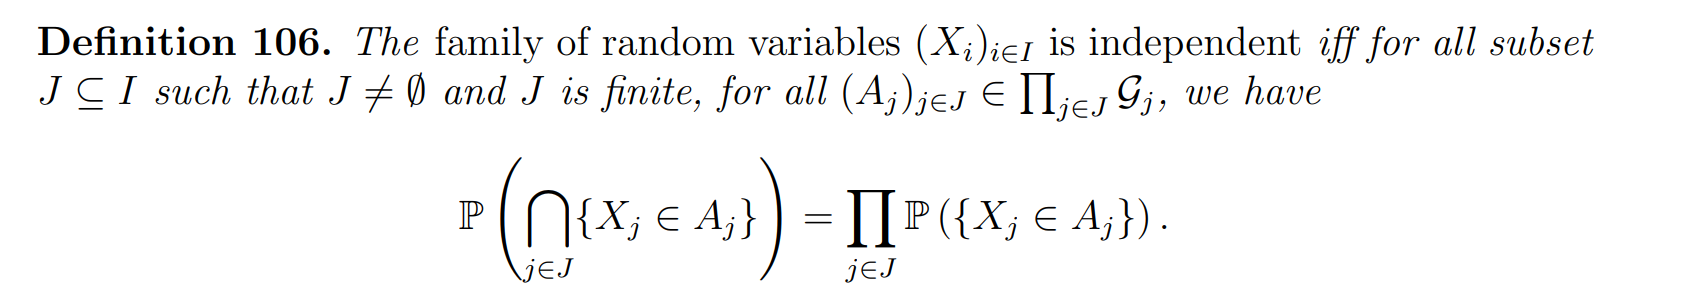 Definition 106. The family of random variables (X_i)_{i∈I} is independent iff for all subset
J ⊆ I such that J ≠ ∅ and J is finite, for all (A_j)_{j∈J} ∈ ∏_{j∈J} 𝒢_j, we have
ℙ(⋂_{j∈J} {X_j ∈ A_j}) = ∏_{j∈J} ℙ({X_j ∈ A_j}).